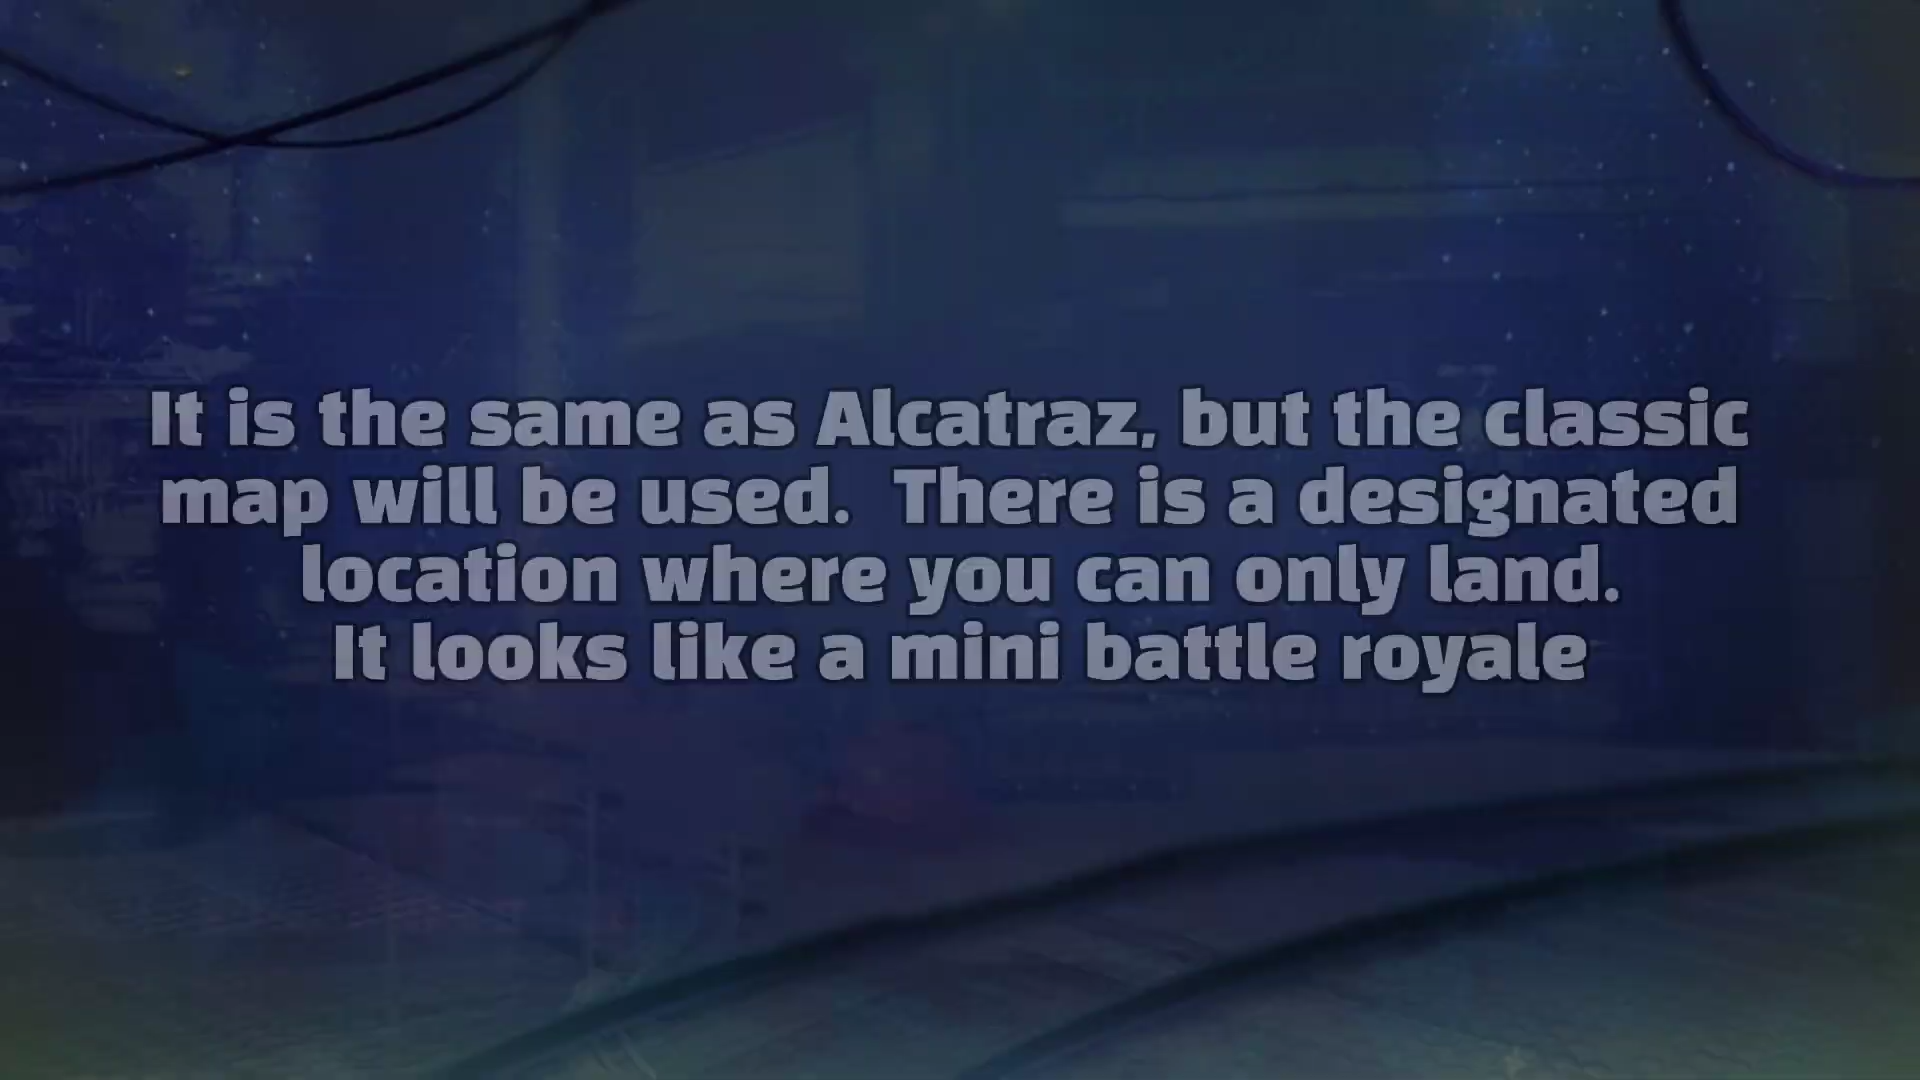 It is the same as Alcatraz, but the classic
map will be used.  There is a designated
location where you can only land.
It looks like a mini battle royale